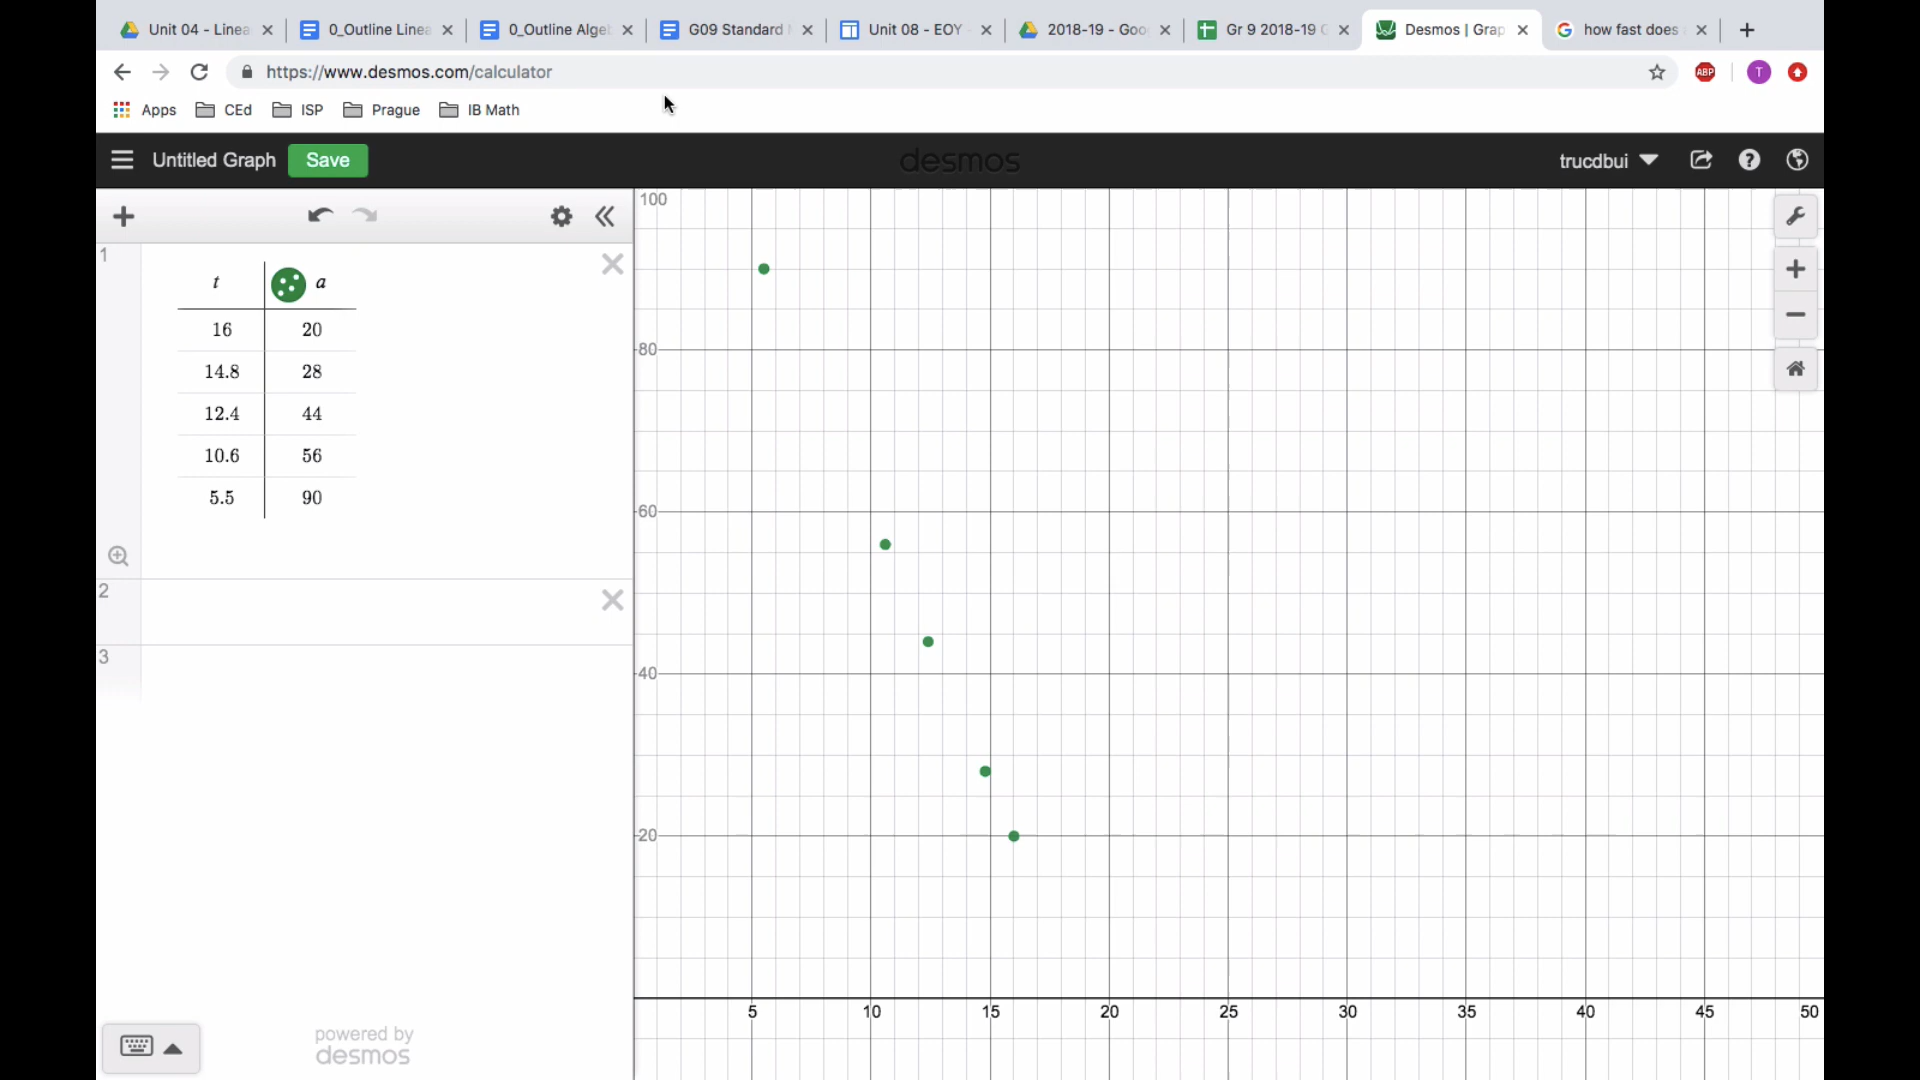 Unit 04 - Linea
0_Outline Linea
0_Outline Algeb
G09 Standard
Unit 08 - EOY -
2018-19 - Goo
Gr 9 2018-19
Desmos | Grap
how fast does
https://www.desmos.com/calculator
ABP
T
Apps
CEd
ISP
Prague
IB Math
Untitled Graph
Save
desmos
trucdbui
1
t a
16 20
14.8 28
12.4 44
10.6 56
5.5 90
2
3
powered by
desmos
100
80
60
40
20
5 10 15 20 25 30 35 40 45 50